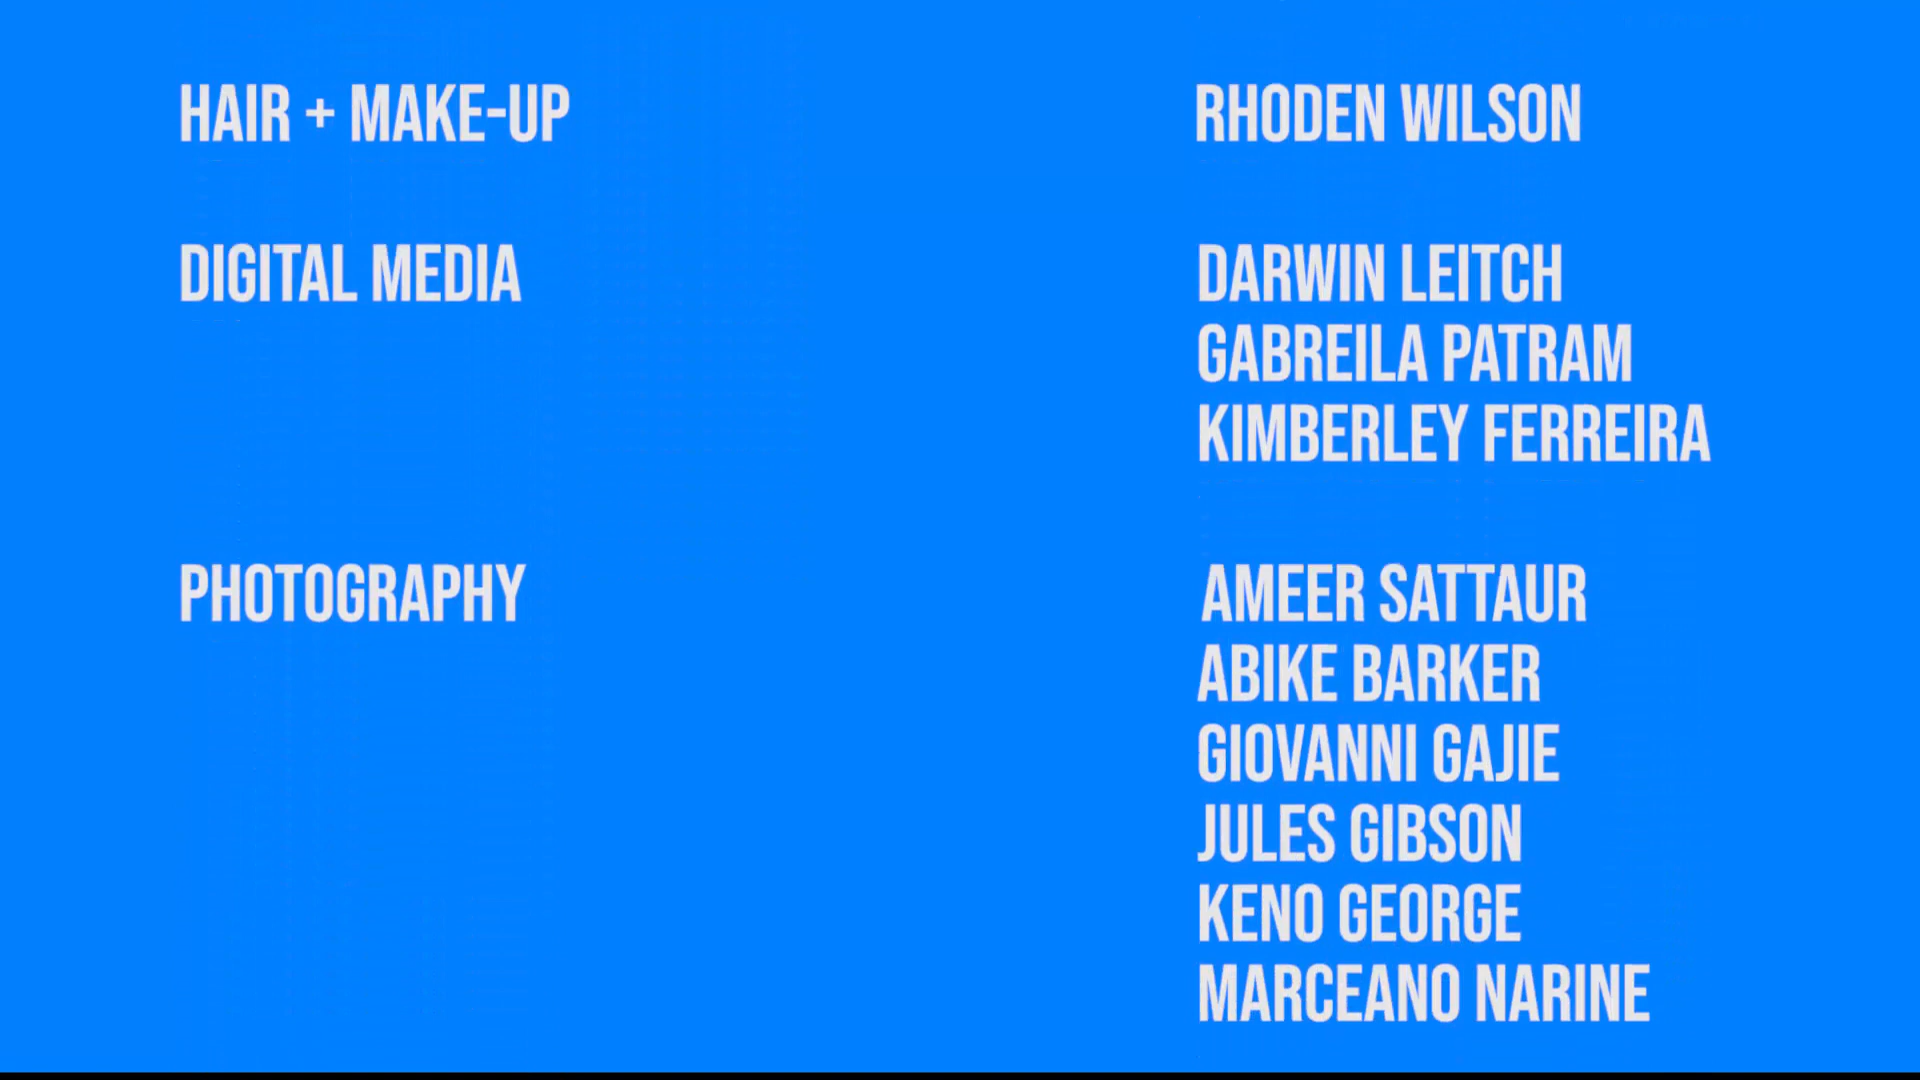 HAIR + MAKE-UP RHODEN WILSON
DIGITAL MEDIA DARWIN LEITCH
GABREILA PATRAM
KIMBERLEY FERREIRA
PHOTOGRAPHY AMEER SATTAUR
ABIKE BARKER
GIOVANNI GAJIE
JULES GIBSON
KENO GEORGE
MARCEANO NARINE